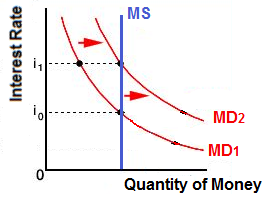 MS
Interest Rate
i1
i0
MD2
MD1
0
Quantity of Money